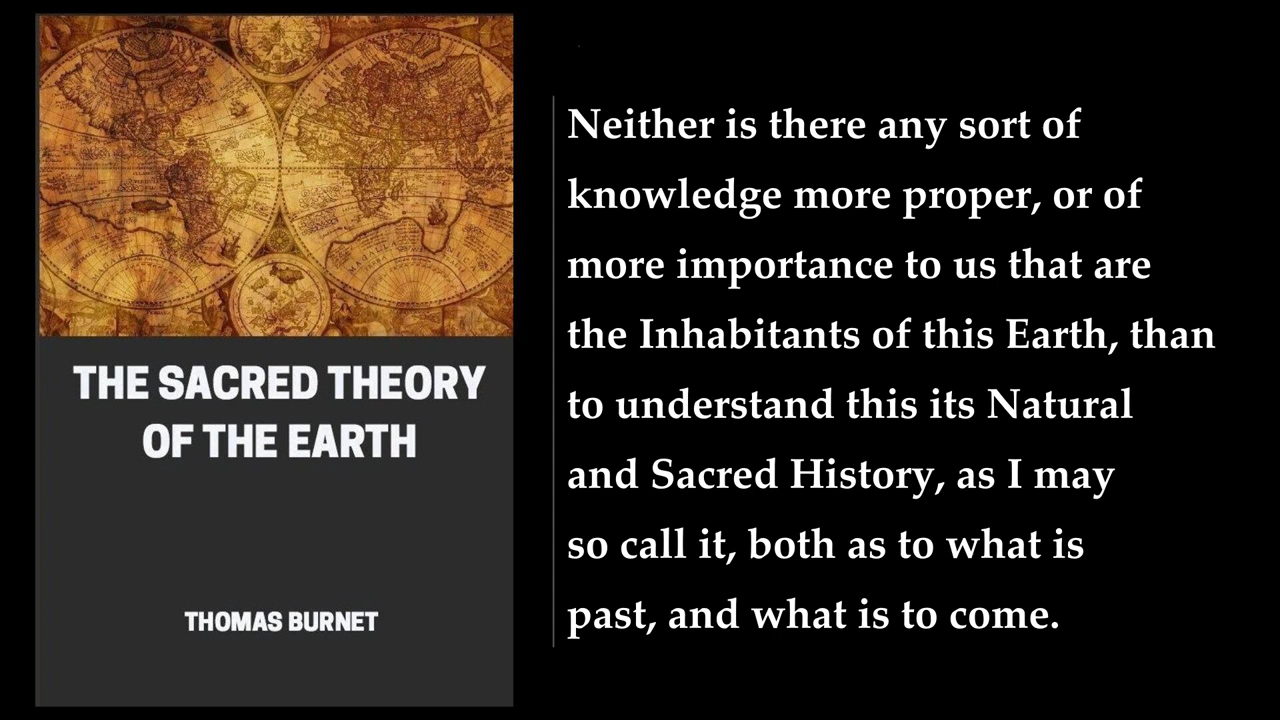 THE SACRED THEORY
OF THE EARTH
THOMAS BURNET
Neither is there any sort of
knowledge more proper, or of
more importance to us that are
the Inhabitants of this Earth, than
to understand this its Natural
and Sacred History, as I may
so call it, both as to what is
past, and what is to come.